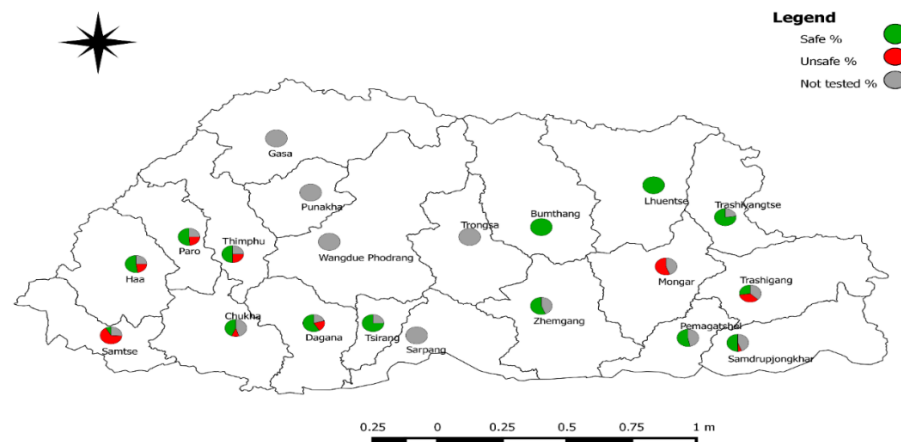 Legend
Safe %
Unsafe %
Not tested %
Gasa
Punakha
Lhuentse
Trashiyangtse
Bumthang
Trongsa
Wangdue Phodrang
Thimphu
Paro
Haa
Mongar
Trashigang
Chukha
Dagana
Tsirang
Sarpang
Zhemgang
Pemagatshel
Samdrupjongkhar
Samtse
0.25 0 0.25 0.5 0.75 1 m